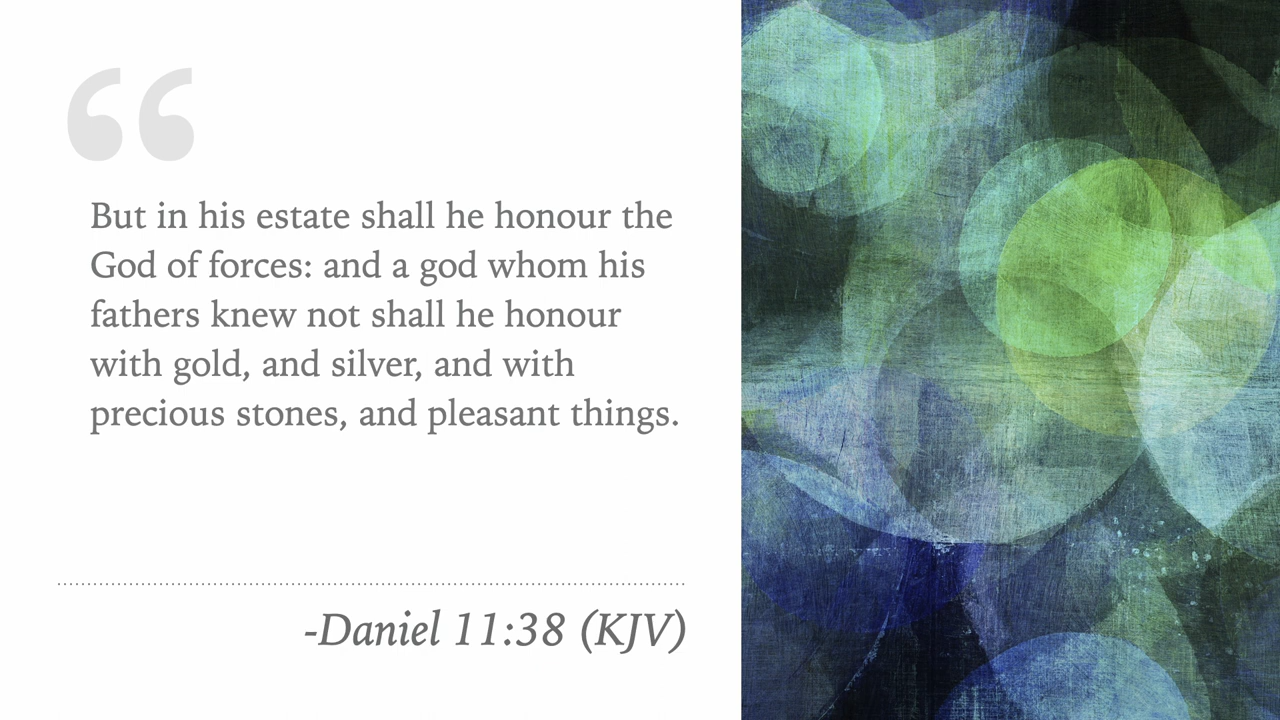 “
But in his estate shall he honour the
God of forces: and a god whom his
fathers knew not shall he honour
with gold, and silver, and with
precious stones, and pleasant things.
-Daniel 11:38 (KJV)